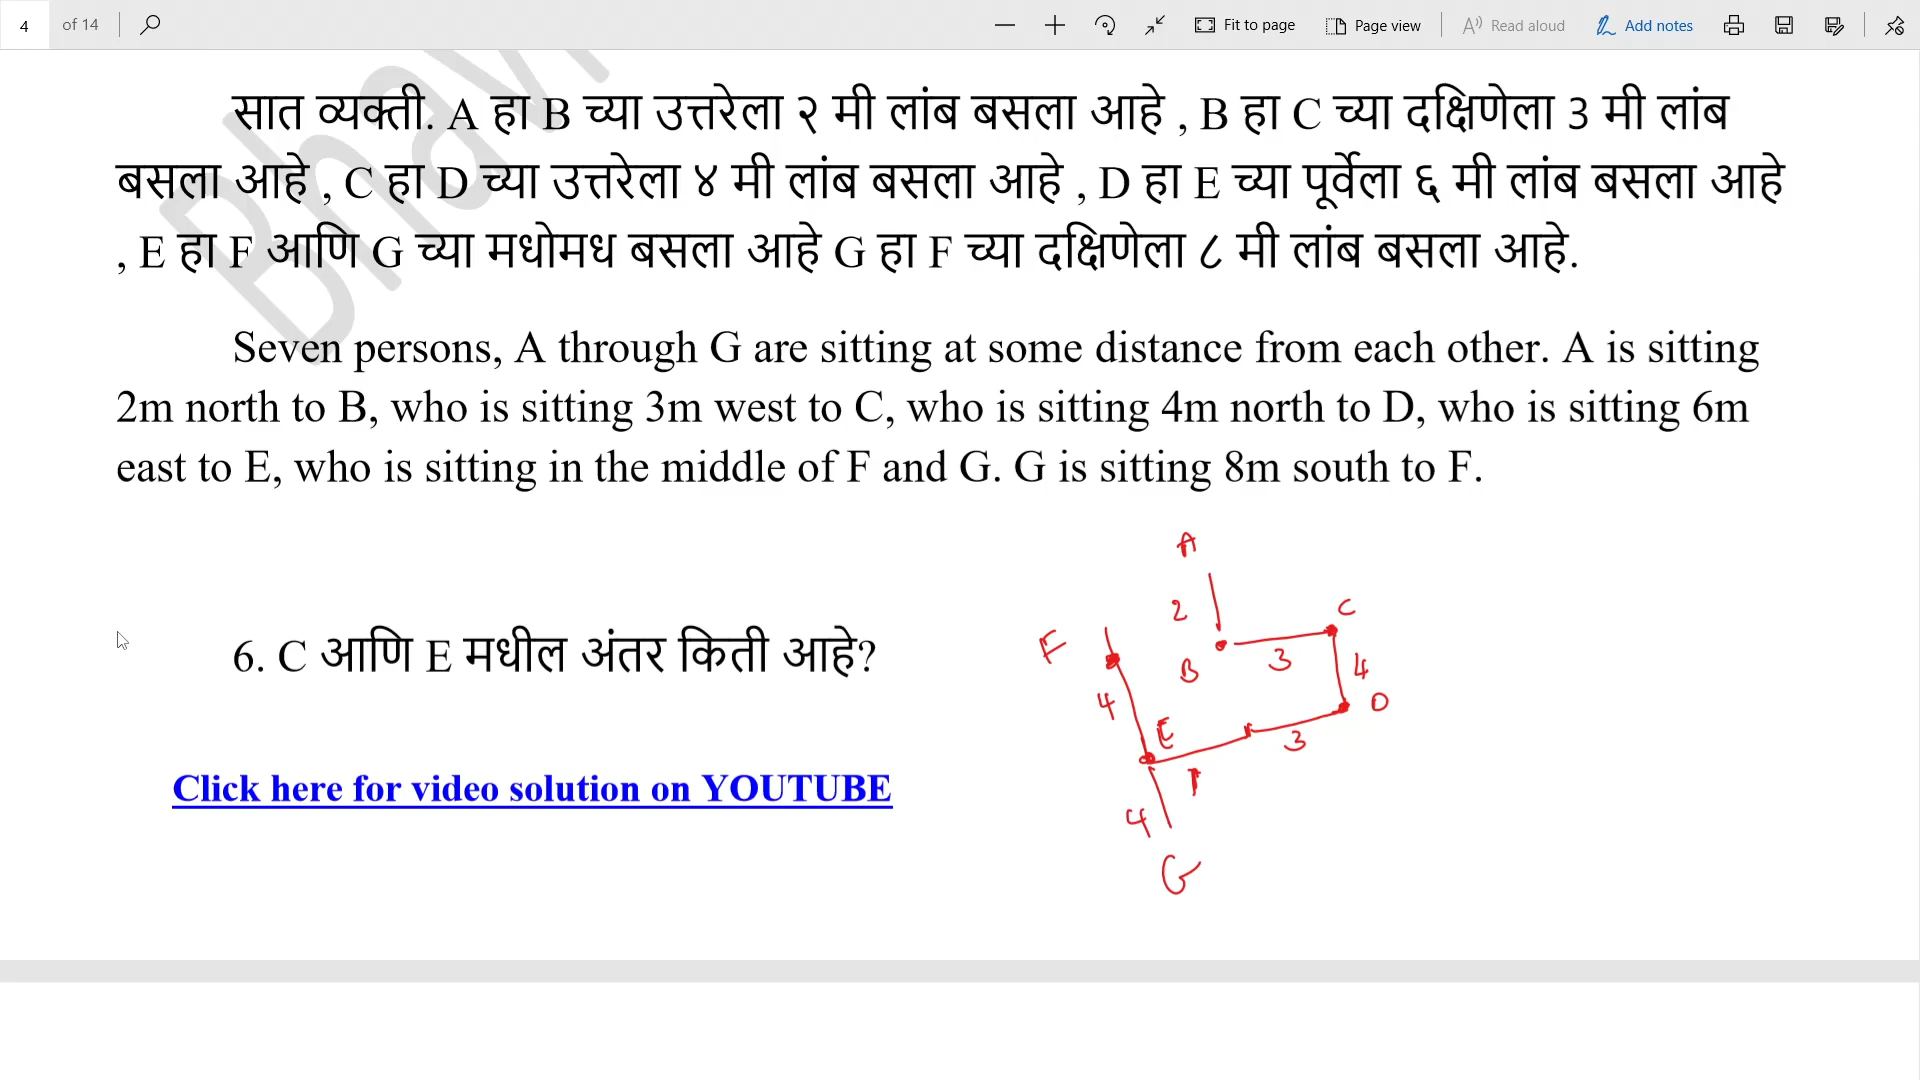 4 of 14 Fit to page Page view Read aloud Add notes
सात व्यक्ती. A हा B च्या उत्तरेला २ मी लांब बसला आहे , B हा C च्या दक्षिणेला 3 मी लांब
बसला आहे , C हा D च्या उत्तरेला ४ मी लांब बसला आहे , D हा E च्या पूर्वेला ६ मी लांब बसला आहे
, E हा F आणि G च्या मधोमध बसला आहे G हा F च्या दक्षिणेला ८ मी लांब बसला आहे.
Seven persons, A through G are sitting at some distance from each other. A is sitting
2m north to B, who is sitting 3m west to C, who is sitting 4m north to D, who is sitting 6m
east to E, who is sitting in the middle of F and G. G is sitting 8m south to F.
A
2 C
F
B 3 4
4 D
E 3
4
G
6. C आणि E मधील अंतर किती आहे?
Click here for video solution on YOUTUBE